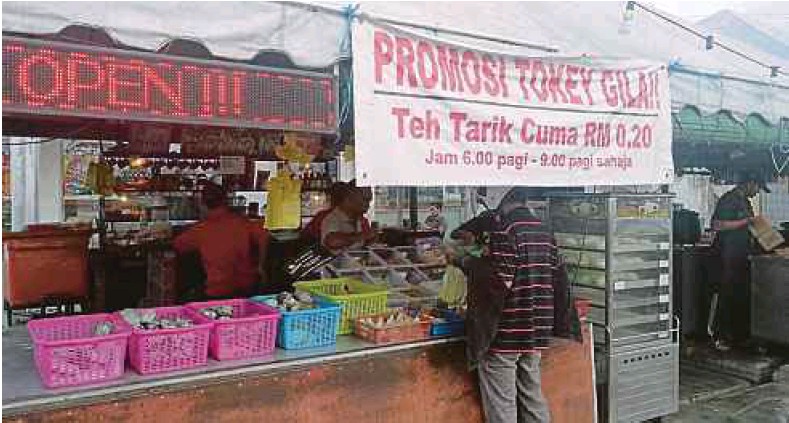 OPEN !!!
PROMOSI TOKEY GILA!!
Teh Tarik Cuma RM 0.20
Jam 6.00 pagi - 9.00 pagi sahaja